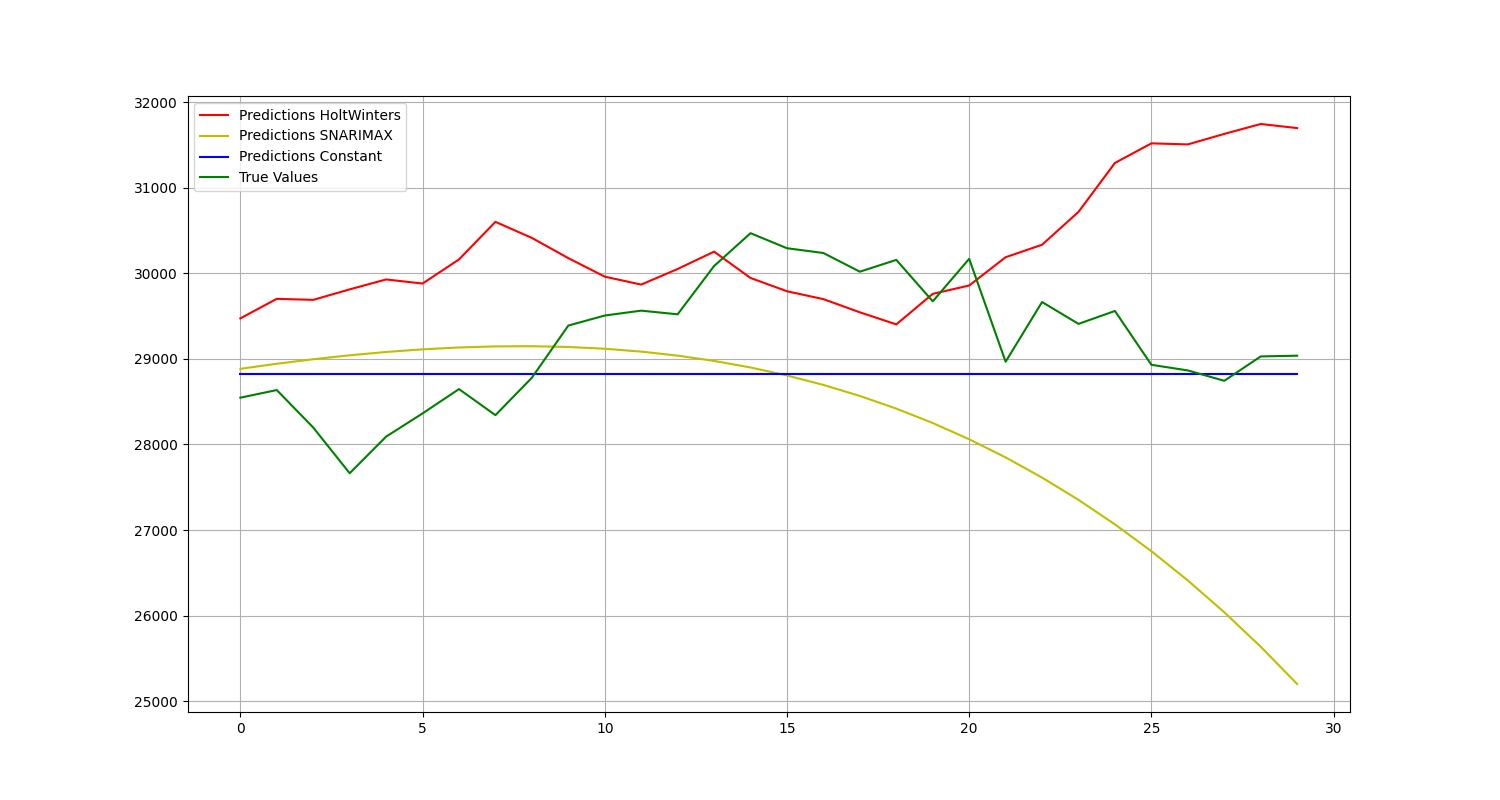 32000
31000
30000
29000
28000
27000
26000
25000
Predictions HoltWinters
Predictions SNARIMAX
Predictions Constant
True Values
0 5 10 15 20 25 30